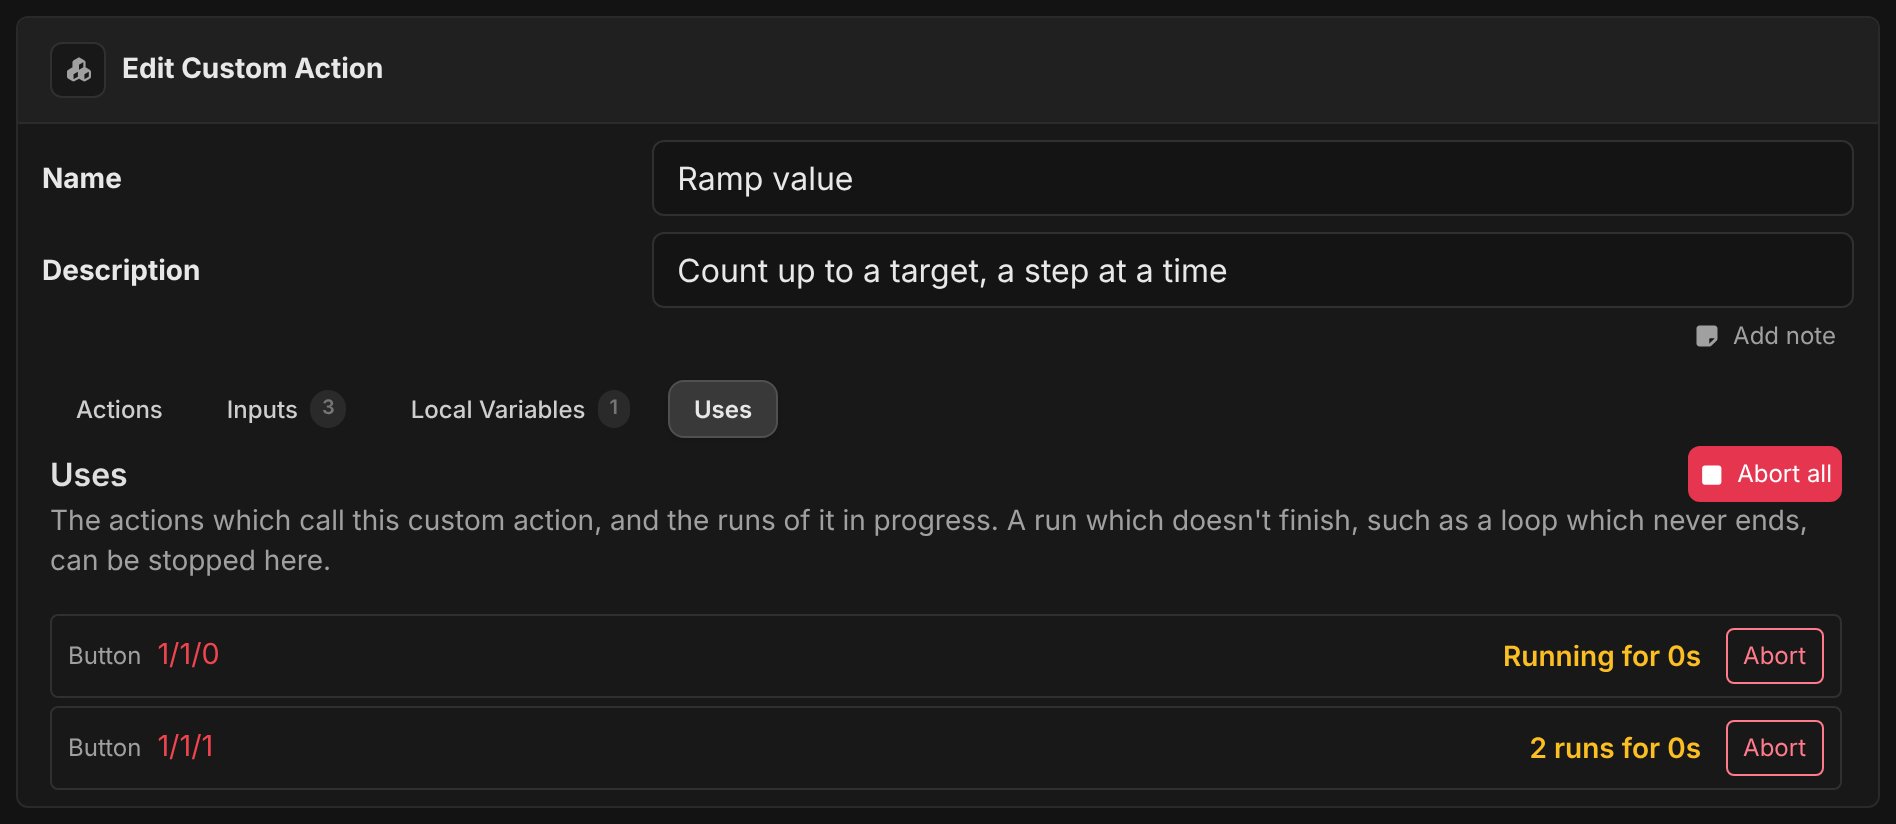 Edit Custom Action
Name
Ramp value
Description
Count up to a target, a step at a time
Add note
Actions
Inputs 3
Local Variables 1
Uses
Uses
Abort all
The actions which call this custom action, and the runs of it in progress. A run which doesn't finish, such as a loop which never ends,
can be stopped here.
Button 1/1/0
Running for 0s
Abort
Button 1/1/1
2 runs for 0s
Abort